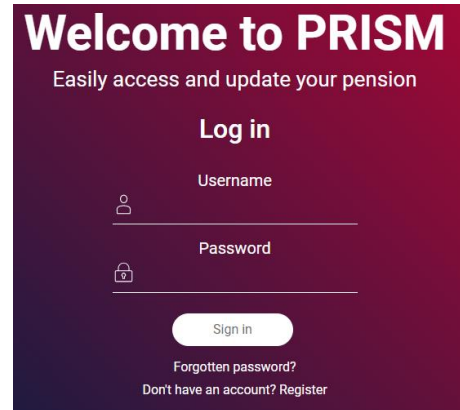 Welcome to PRISM
Easily access and update your pension
Log in
Username
Password
Sign in
Forgotten password?
Don't have an account? Register